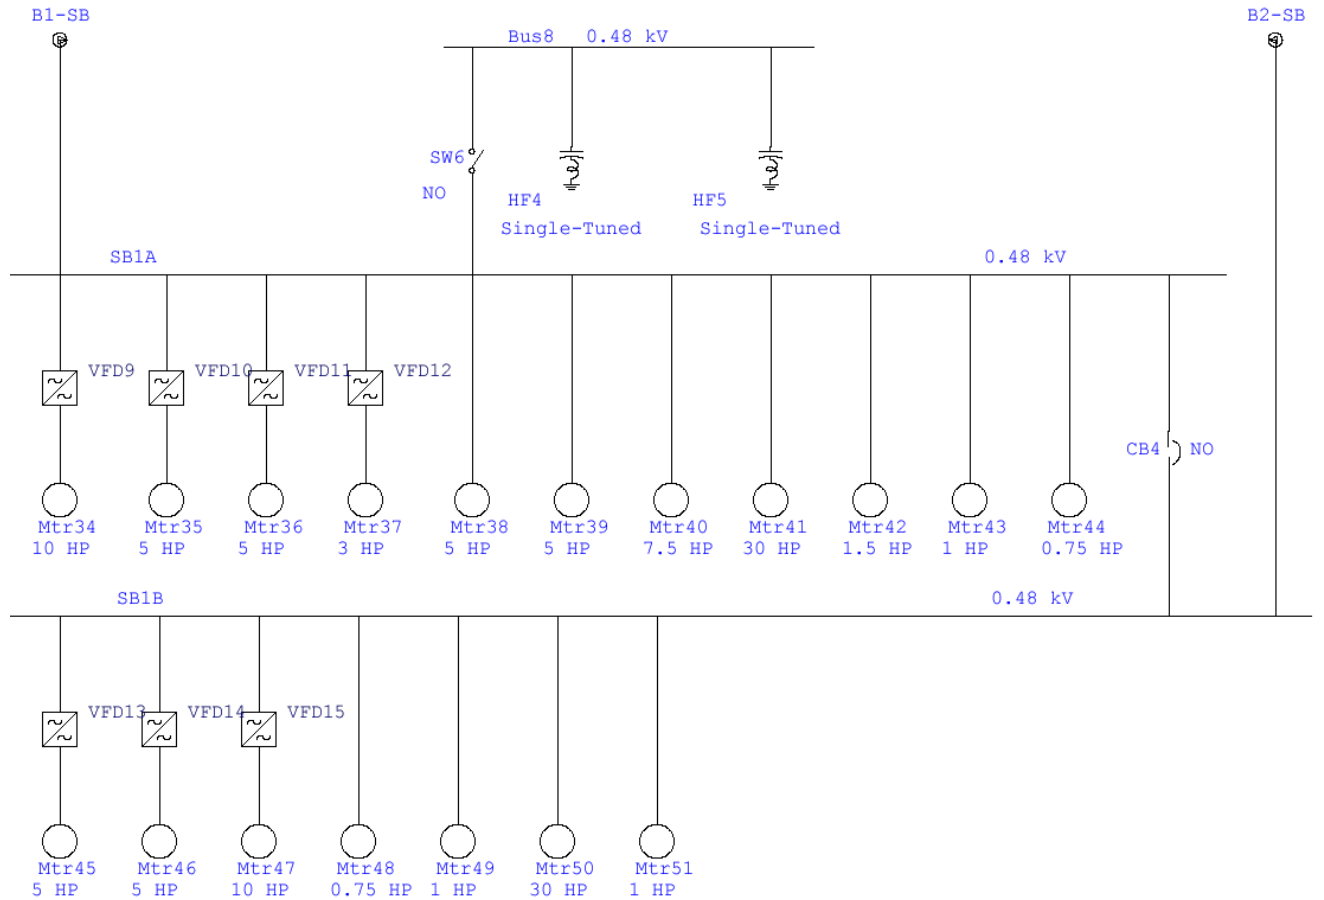 B1-SB
B2-SB
Bus8 0.48 kV
SW6
NO
HF4
HF5
Single-Tuned Single-Tuned
SB1A 0.48 kV
VFD9 VFD10 VFD11 VFD12
CB4 NO
Mtr34 Mtr35 Mtr36 Mtr37 Mtr38 Mtr39 Mtr40 Mtr41 Mtr42 Mtr43 Mtr44
10 HP 5 HP 5 HP 3 HP 5 HP 5 HP 7.5 HP 30 HP 1.5 HP 1 HP 0.75 HP
SB1B 0.48 kV
VFD13 VFD14 VFD15
Mtr45 Mtr46 Mtr47 Mtr48 Mtr49 Mtr50 Mtr51
5 HP 5 HP 10 HP 0.75 HP 1 HP 30 HP 1 HP